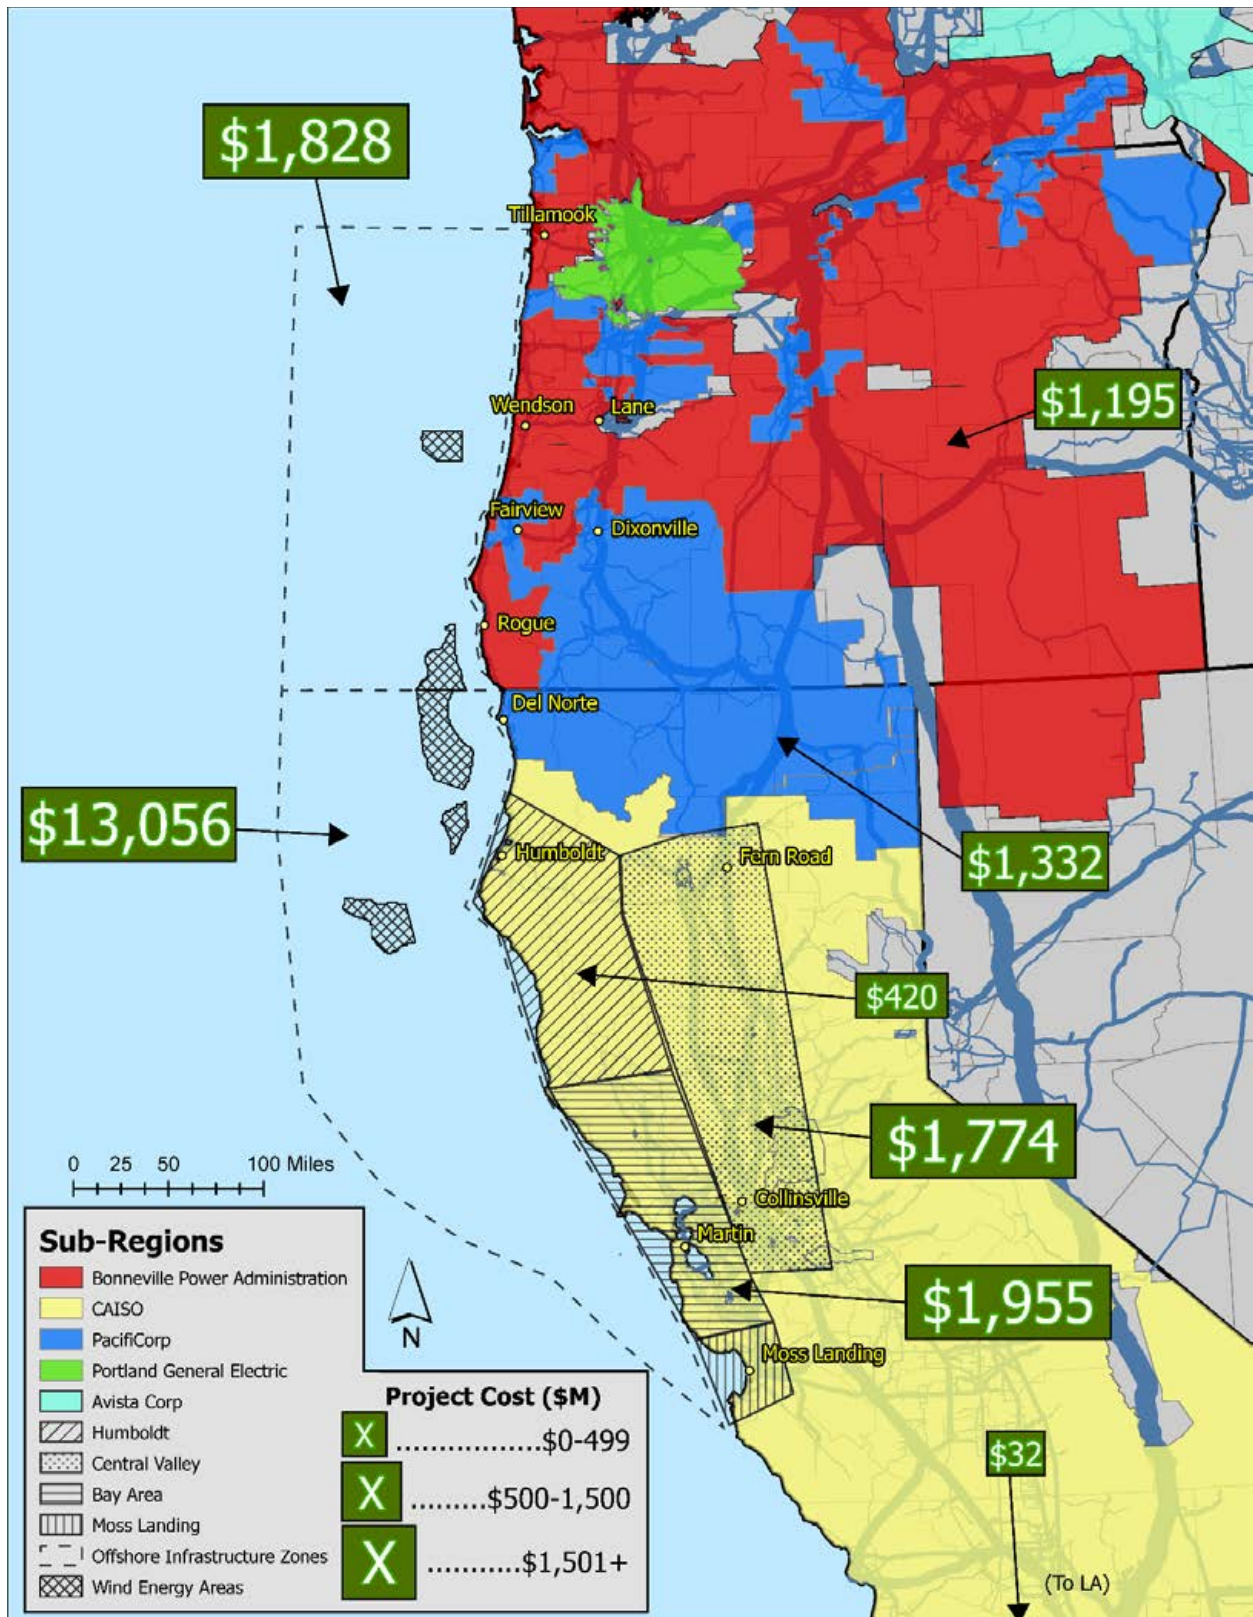 $1,828
Tillamook
$1,195
Wendson
Lane
Fairview
Dixonville
Rogue
Del Norte
$13,056
$1,332
Humboldt
Fern Road
$420
$1,774
0 25 50 100 Miles
Collinsville
Martin
$1,955
Moss Landing
N
$32
(To LA)
Sub-Regions
Bonneville Power Administration
CAISO
PacifiCorp
Portland General Electric
Avista Corp
Humboldt
Central Valley
Bay Area
Moss Landing
Offshore Infrastructure Zones
Wind Energy Areas
Project Cost ($M)
X ..................$0-499
X .........$500-1,500
X ...........$1,501+